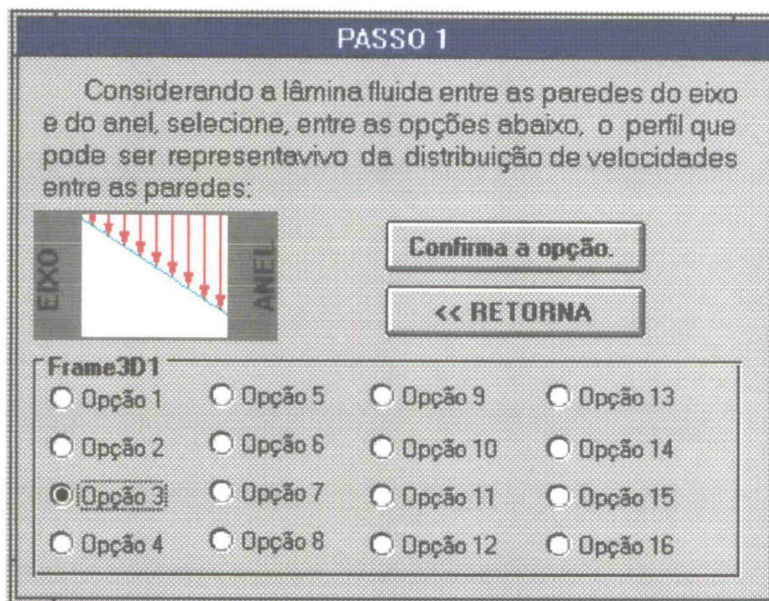 PASSO 1
Considerando a lâmina fluida entre as paredes do eixo
e do anel, selecione, entre as opções abaixo, o perfil que
pode ser representavivo da distribuição de velocidades
entre as paredes:
EIXO
ANEL
Confirma a opção.
<< RETORNA
Frame3D1
Opção 1
Opção 2
Opção 3
Opção 4
Opção 5
Opção 6
Opção 7
Opção 8
Opção 9
Opção 10
Opção 11
Opção 12
Opção 13
Opção 14
Opção 15
Opção 16